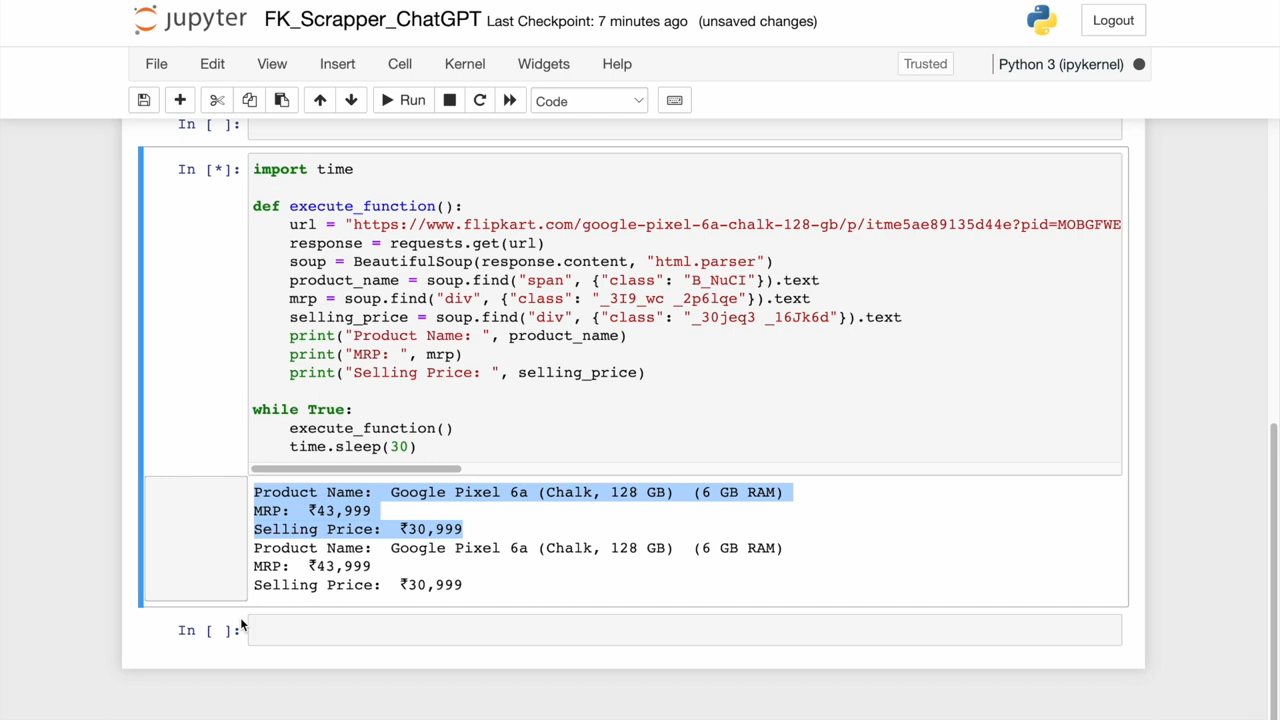 jupyter FK_Scrapper_ChatGPT Last Checkpoint: 7 minutes ago (unsaved changes) Logout
File Edit View Insert Cell Kernel Widgets Help Trusted Python 3 (ipykernel)
Run Code
In [ ]:
In [*]: import time
def execute_function():
url = "https://www.flipkart.com/google-pixel-6a-chalk-128-gb/p/itme5ae89135d44e?pid=MOBGFWE
response = requests.get(url)
soup = BeautifulSoup(response.content, "html.parser")
product_name = soup.find("span", {"class": "B_NuCI"}).text
mrp = soup.find("div", {"class": "_3I9_wc _2p6lqe"}).text
selling_price = soup.find("div", {"class": "_30jeq3 _16Jk6d"}).text
print("Product Name: ", product_name)
print("MRP: ", mrp)
print("Selling Price: ", selling_price)
while True:
execute_function()
time.sleep(30)
Product Name:  Google Pixel 6a (Chalk, 128 GB)  (6 GB RAM)
MRP:  ₹43,999
Selling Price:  ₹30,999
Product Name:  Google Pixel 6a (Chalk, 128 GB)  (6 GB RAM)
MRP:  ₹43,999
Selling Price:  ₹30,999
In [ ]: